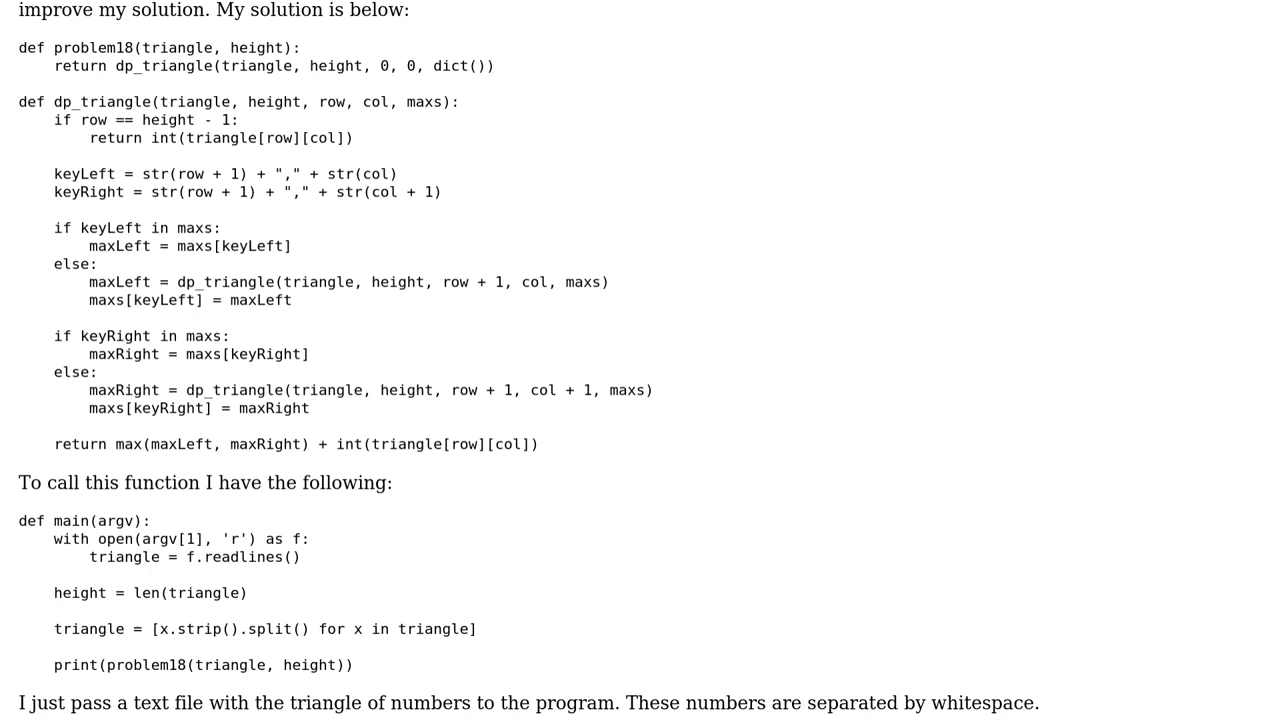 improve my solution. My solution is below:
def problem18(triangle, height):
    return dp_triangle(triangle, height, 0, 0, dict())
def dp_triangle(triangle, height, row, col, maxs):
    if row == height - 1:
        return int(triangle[row][col])
    keyLeft = str(row + 1) + "," + str(col)
    keyRight = str(row + 1) + "," + str(col + 1)
    if keyLeft in maxs:
        maxLeft = maxs[keyLeft]
    else:
        maxLeft = dp_triangle(triangle, height, row + 1, col, maxs)
        maxs[keyLeft] = maxLeft
    if keyRight in maxs:
        maxRight = maxs[keyRight]
    else:
        maxRight = dp_triangle(triangle, height, row + 1, col + 1, maxs)
        maxs[keyRight] = maxRight
    return max(maxLeft, maxRight) + int(triangle[row][col])
To call this function I have the following:
def main(argv):
    with open(argv[1], 'r') as f:
        triangle = f.readlines()
    height = len(triangle)
    triangle = [x.strip().split() for x in triangle]
    print(problem18(triangle, height))
I just pass a text file with the triangle of numbers to the program. These numbers are separated by whitespace.